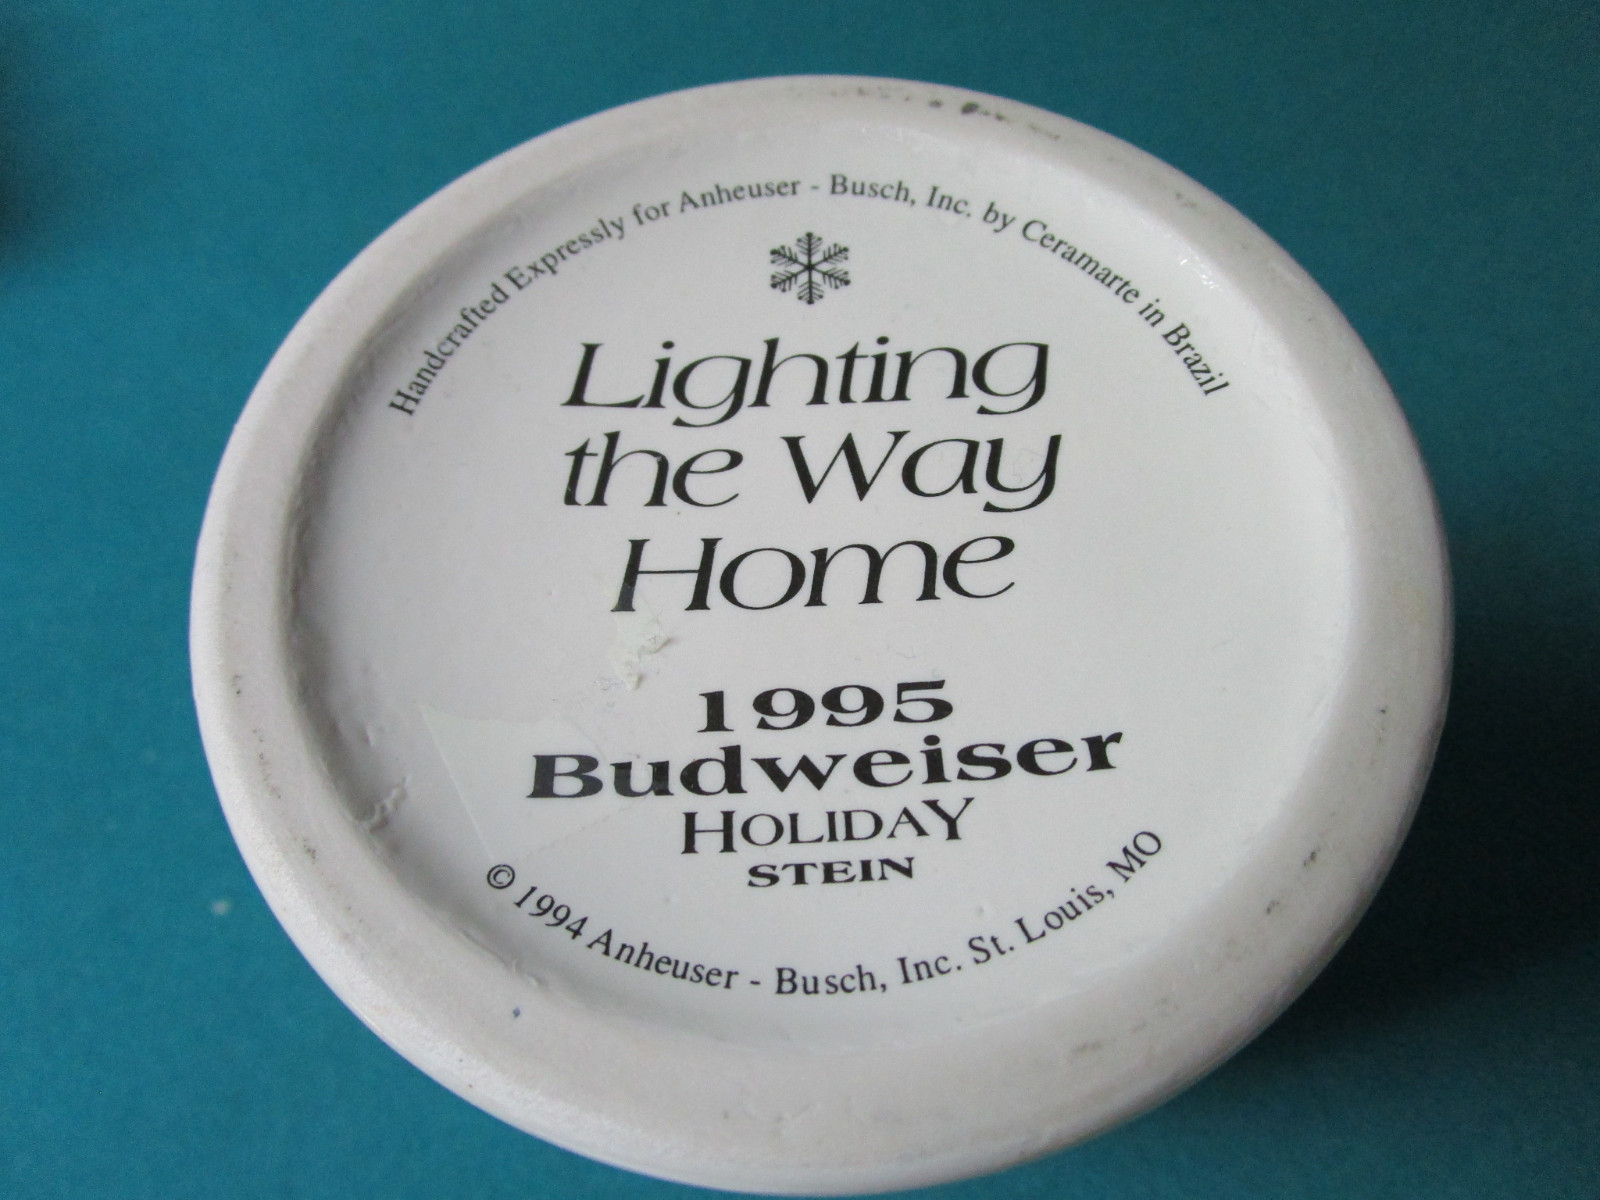 Handcrafted Expressly for Anheuser - Busch, Inc. by Ceramarte in Brazil
Lighting
the Way
Home
1995
Budweiser
HOLIDAY
STEIN
© 1994 Anheuser - Busch, Inc. St. Louis, MO